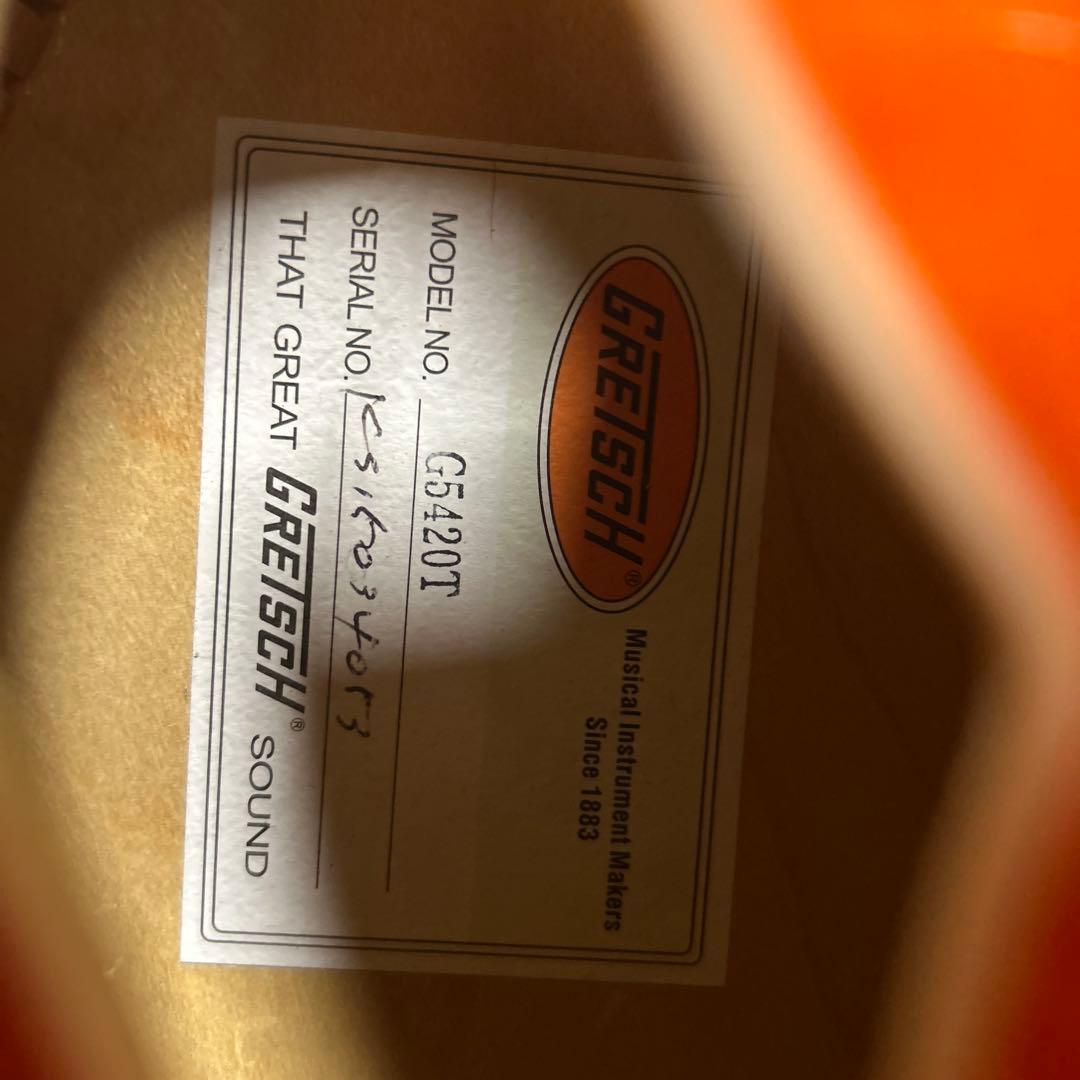 GRETSCH®
Musical Instrument Makers
Since 1883
MODEL NO. G5420T
SERIAL NO.
THAT GREAT GRETSCH® SOUND